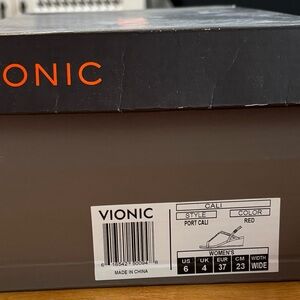 IONIC
VIONIC
MADE IN CHINA
CALI
STYLE COLOR
PORT CALI RED
WOMEN'S
US UK EUR CM WIDTH
6 4 37 23 WIDE